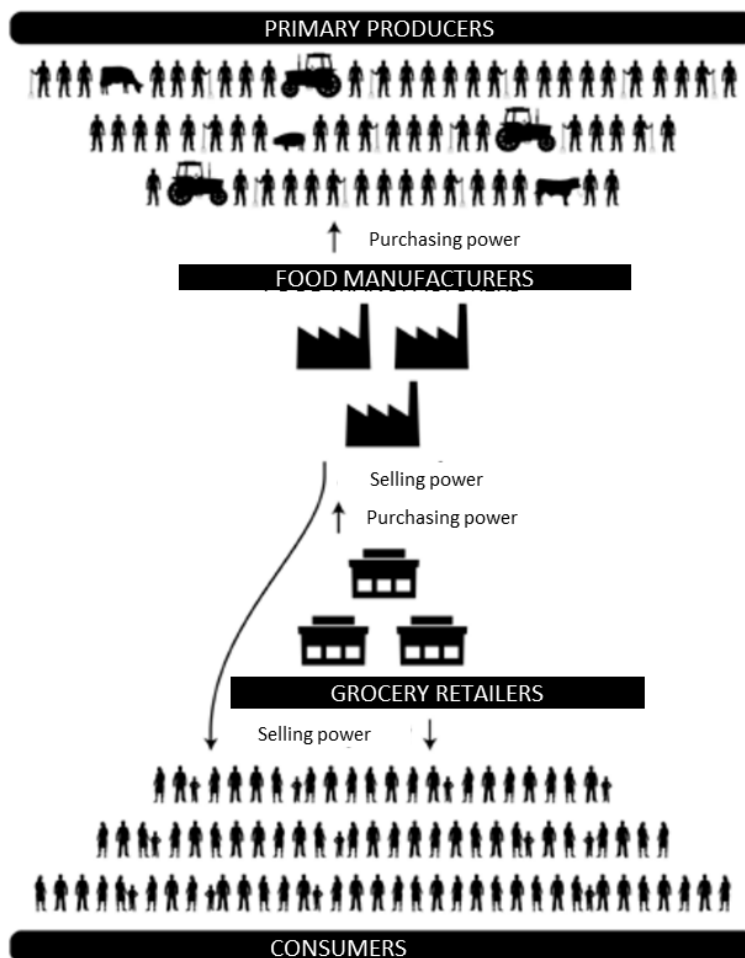 PRIMARY PRODUCERS
Purchasing power
FOOD MANUFACTURERS
Selling power
Purchasing power
GROCERY RETAILERS
Selling power
CONSUMERS